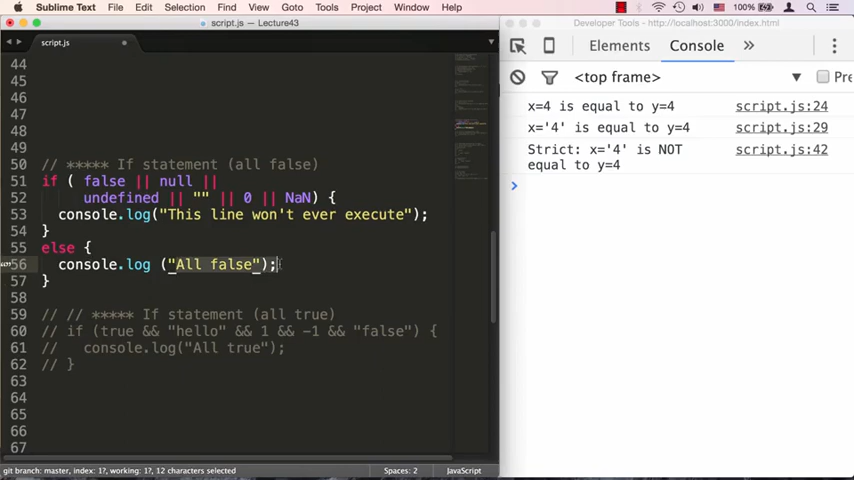 Sublime Text File Edit Selection Find View Goto Tools Project Window Help
100%
script.js — Lecture43
Developer Tools - http://localhost:3000/index.html
script.js
Elements Console
<top frame> Pre
x=4 is equal to y=4 script.js:24
x='4' is equal to y=4 script.js:29
Strict: x='4' is NOT script.js:42
equal to y=4
44
45
46
47
48
49
50 // ***** If statement (all false)
51 if ( false || null ||
52 undefined || "" || 0 || NaN) {
53 console.log("This line won't ever execute");
54 }
55 else {
56 console.log ("All false");
57 }
58
59 // // ***** If statement (all true)
60 // if (true && "hello" && 1 && -1 && "false") {
61 // console.log("All true");
62 // }
63
64
65
66
67
git branch: master, index: 1?, working: 1?, 12 characters selected Spaces: 2 JavaScript